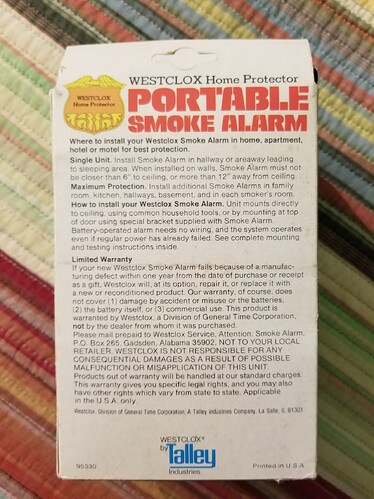 WESTCLOX
Home Protector
WESTCLOX Home Protector
PORTABLE
SMOKE ALARM
Where to install your Westclox Smoke Alarm in home, apartment,
hotel or motel for best protection.
Single Unit. Install Smoke Alarm in hallway or areaway leading
to sleeping area. When installed on walls, Smoke Alarm must not
be closer than 6" to ceiling, or more than 12" away from ceiling.
Maximum Protection. Install additional Smoke Alarms in family
room, kitchen, hallways, basement, and in each smoker's room.
How to install your Westclox Smoke Alarm. Unit mounts directly
to ceiling, using common household tools, or by mounting at top
of door using special bracket supplied with Smoke Alarm.
Battery-operated alarm needs no wiring, and the system operates
even if regular power has already failed. See complete mounting
and testing instructions inside.
Limited Warranty
If your new Westclox Smoke Alarm fails because of a manufac-
turing defect within one year from the date of purchase or receipt
as a gift, Westclox will, at its option, repair it, or replace it with
a new or reconditioned product. Our warranty, of course, does
not cover (1) damage by accident or misuse or the batteries,
(2) the battery itself, or (3) commercial use. This product is
warranted by Westclox, a Division of General Time Corporation,
not by the dealer from whom it was purchased.
Please mail prepaid to Westclox Service, Attention: Smoke Alarm,
P.O. Box 265, Gadsden, Alabama 35902, NOT TO YOUR LOCAL
RETAILER. WESTCLOX IS NOT RESPONSIBLE FOR ANY
CONSEQUENTIAL DAMAGES AS A RESULT OF POSSIBLE
MALFUNCTION OR MISAPPLICATION OF THIS UNIT.
Products out of warranty will be handled at our standard charges.
This warranty gives you specific legal rights, and you may also
have other rights which vary from state to state. Applicable
in the U.S.A. only.
Westclox, Division of General Time Corporation, A Talley Industries Company, La Salle, IL 61301
WESTCLOX®
by Talley
Industries
95330
Printed in U.S.A.